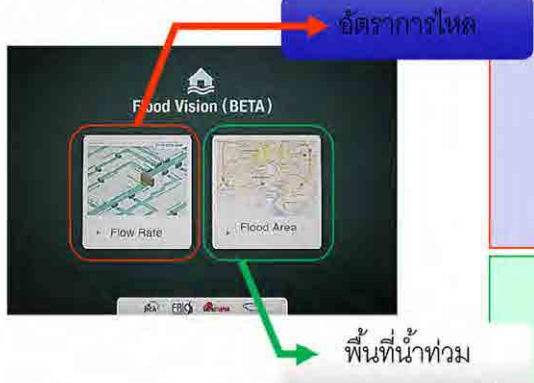 อัตราการไหล
Flood Vision (BETA)
Flow Rate
Flood Area
พื้นที่น้ำท่วม